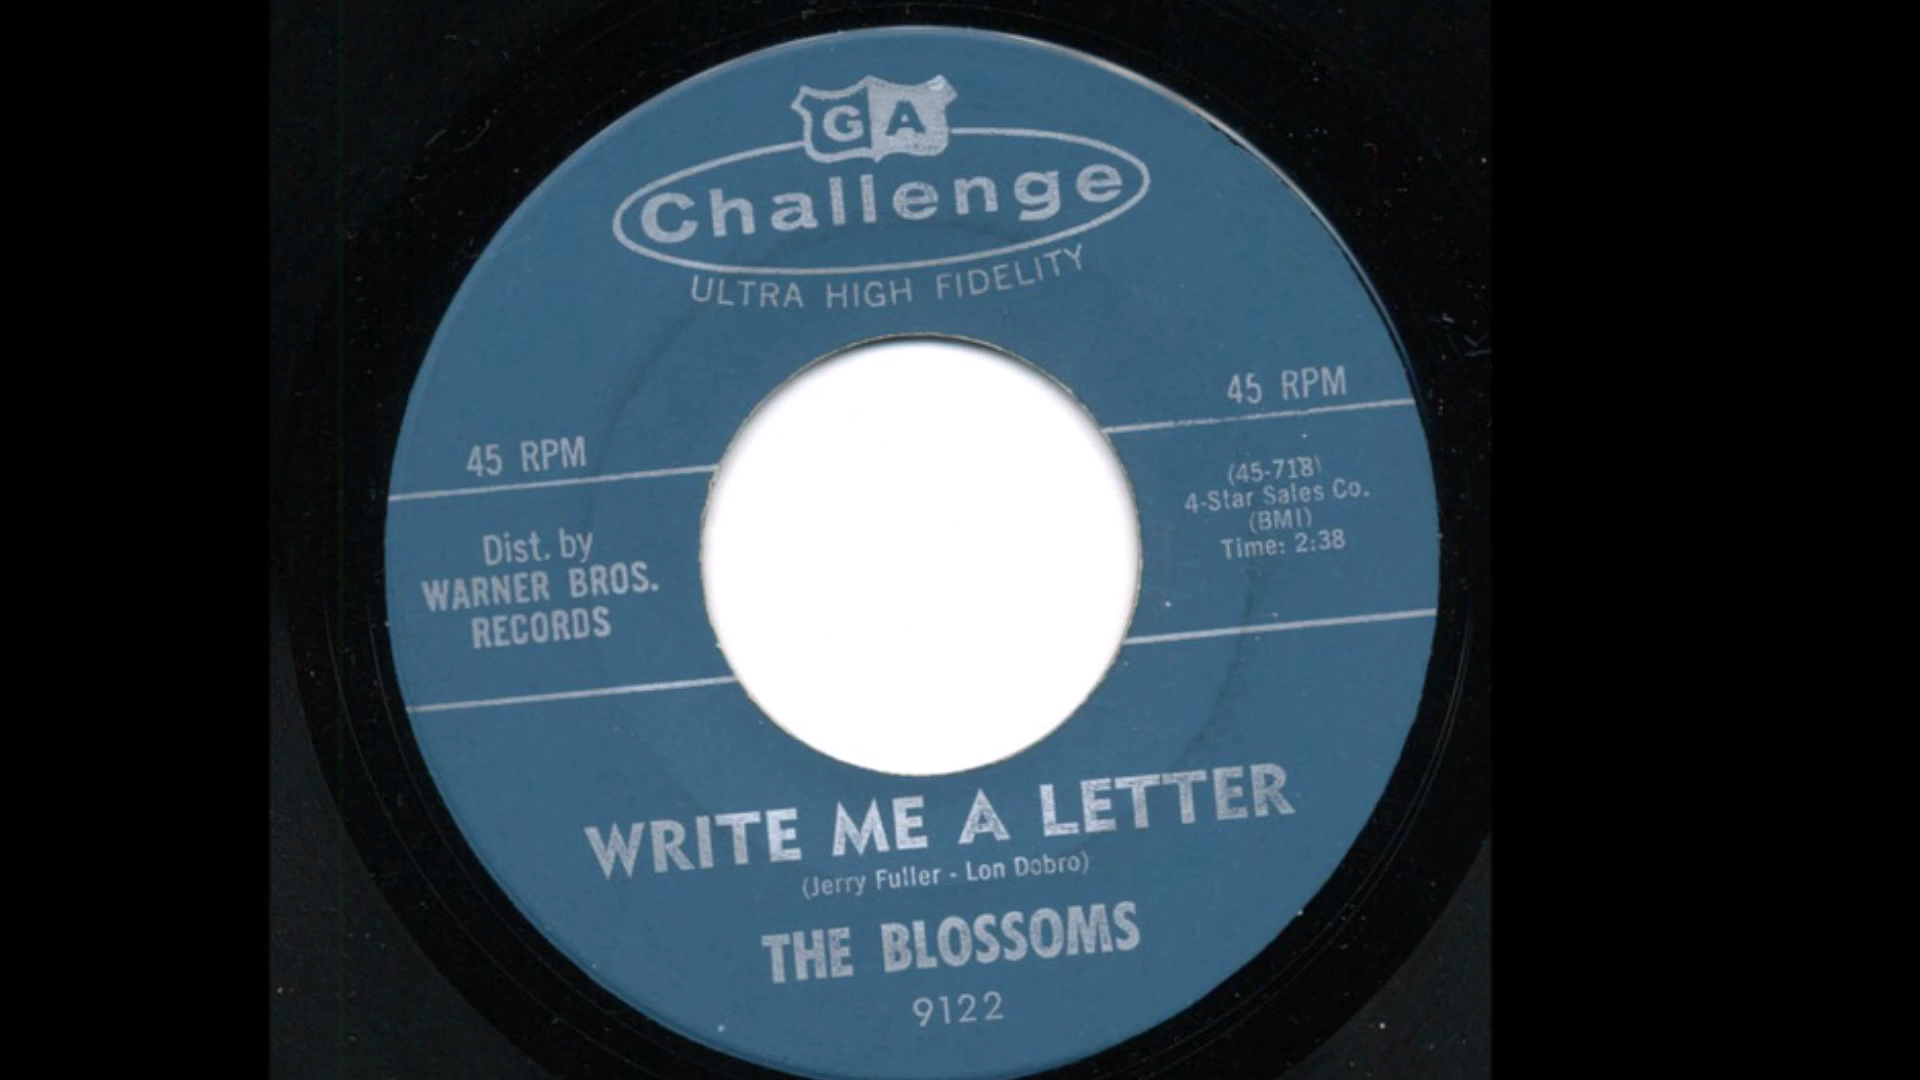 GA
Challenge
ULTRA HIGH FIDELITY
45 RPM
45 RPM
Dist. by
WARNER BROS.
RECORDS
(45-718)
4-Star Sales Co.
(BMI)
Time: 2:38
WRITE ME A LETTER
(Jerry Fuller - Lon Dobro)
THE BLOSSOMS
9122